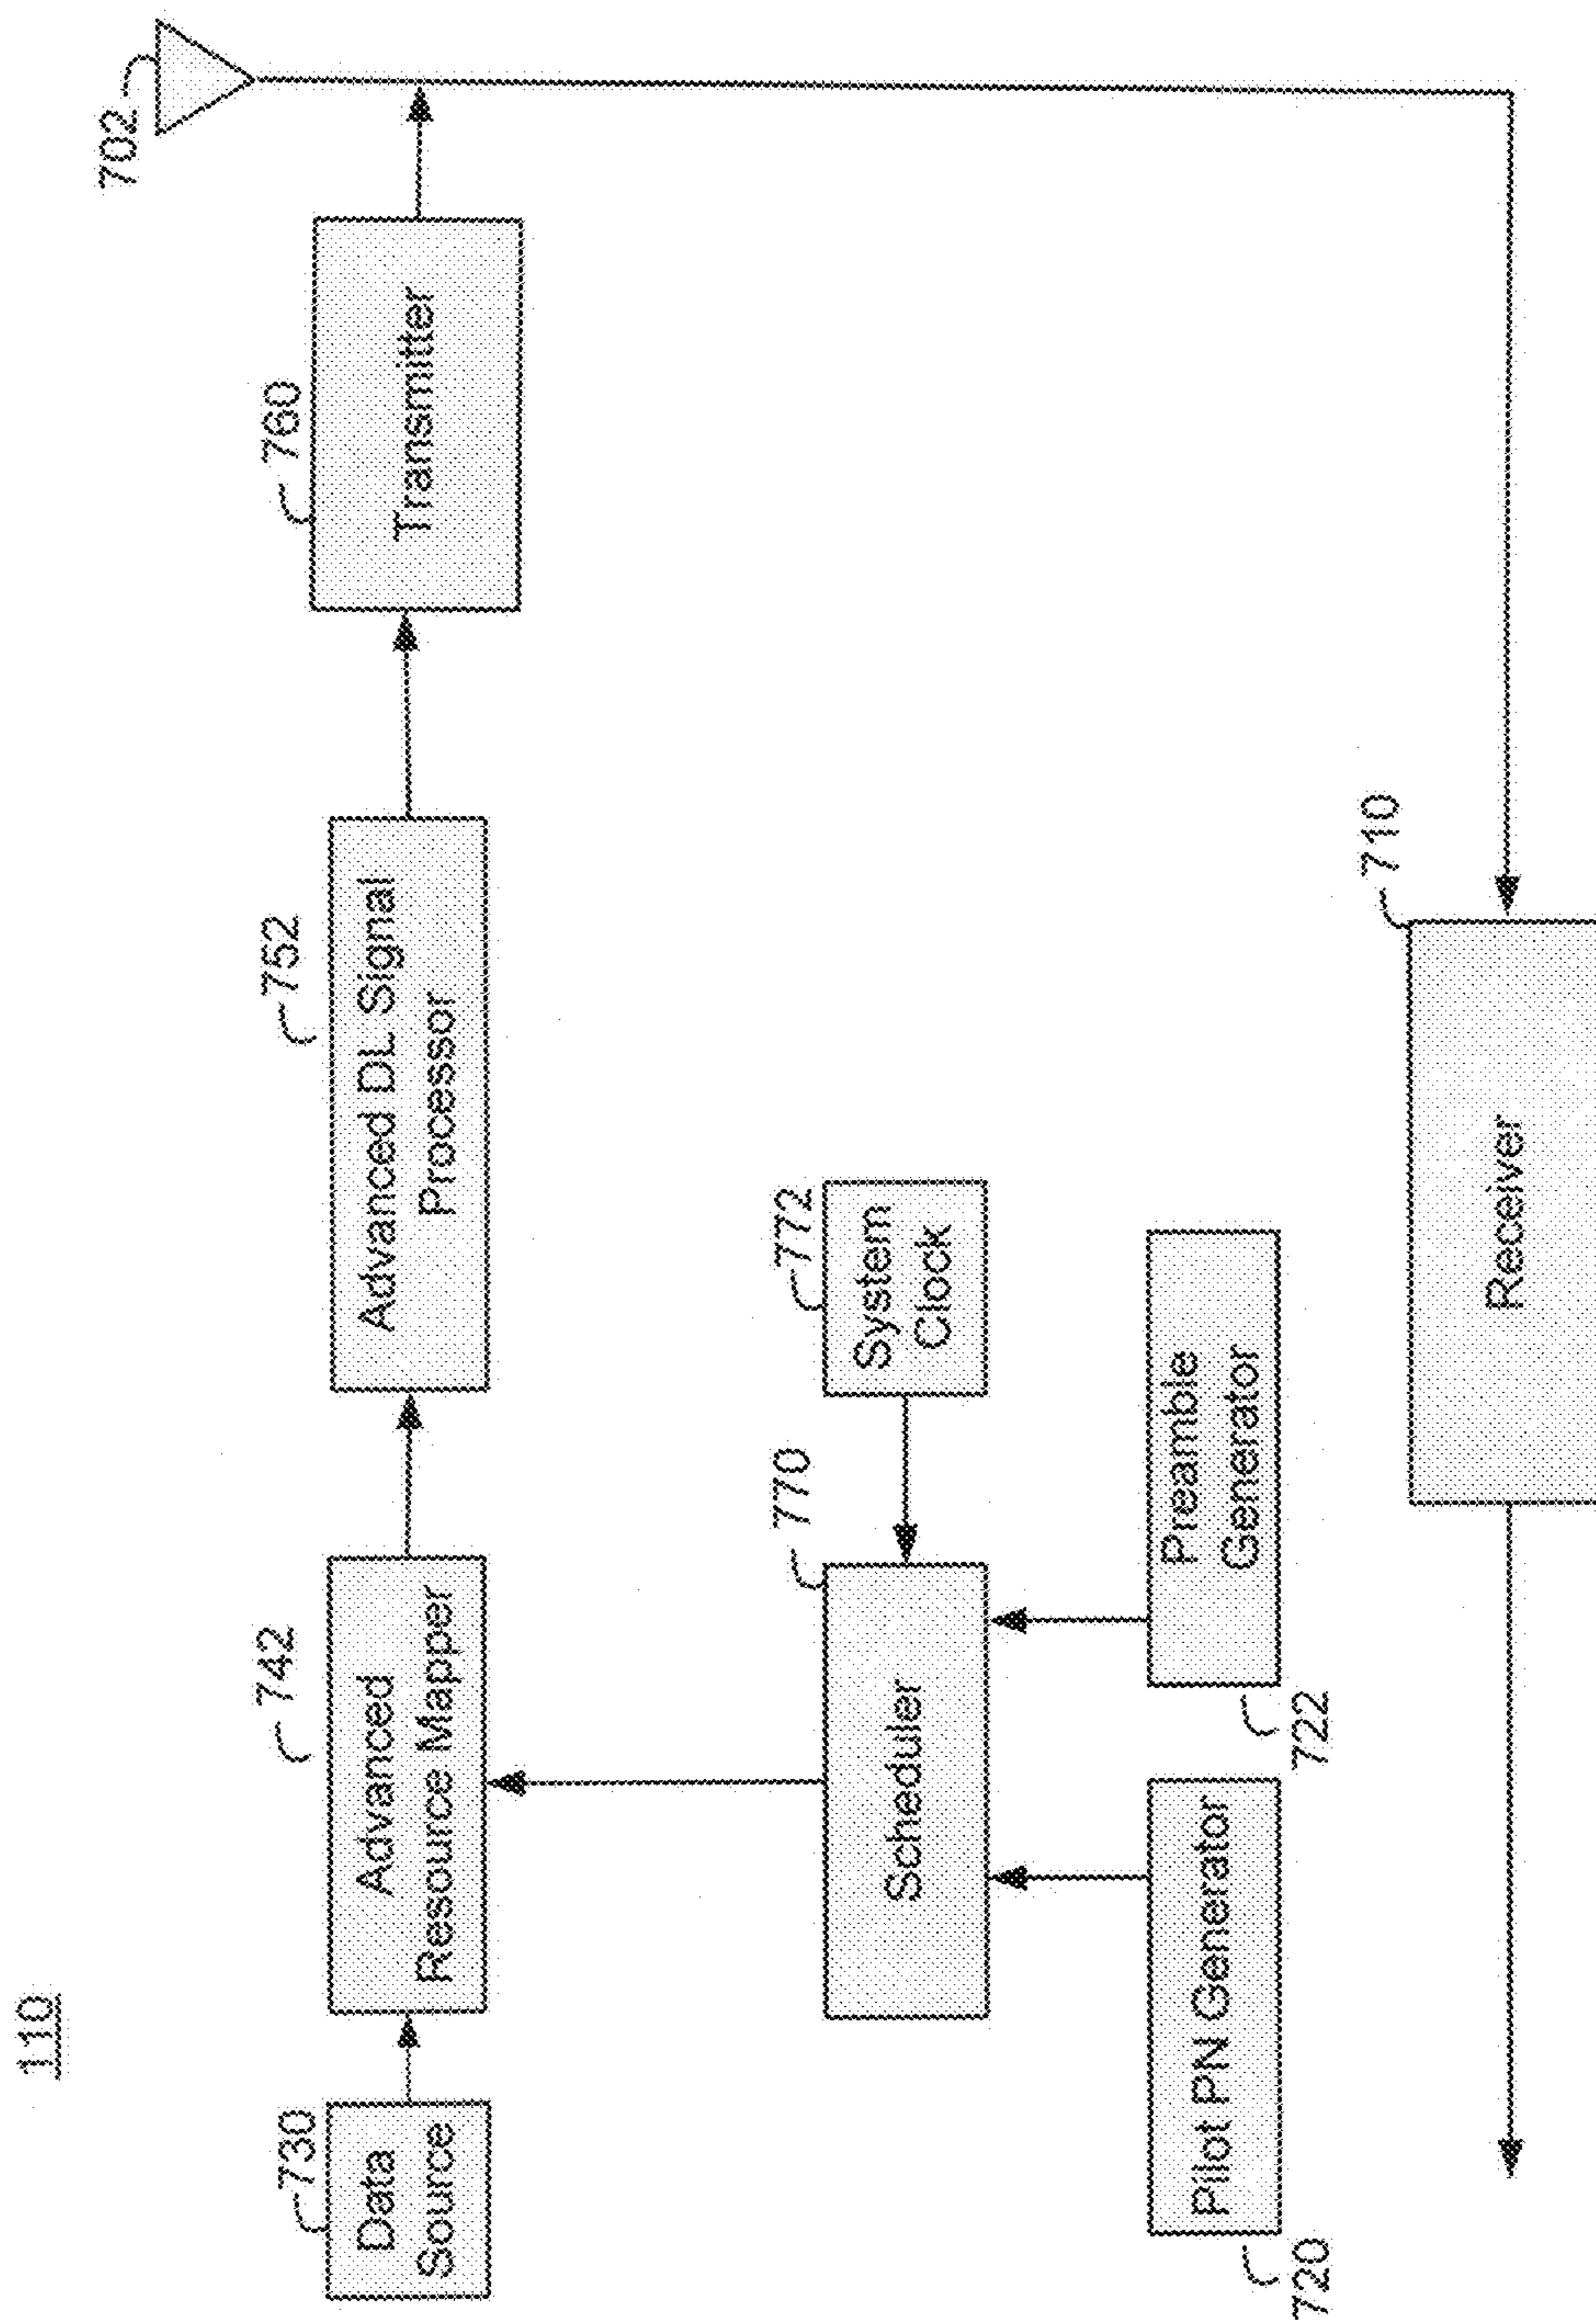 110
702
730
Data
Source
742
Advanced
Resource Mapper
752
Advanced DL Signal
Processor
760
Transmitter
770
Scheduler
772
System
Clock
Pilot PN Generator
720
Preamble
Generator
722
710
Receiver